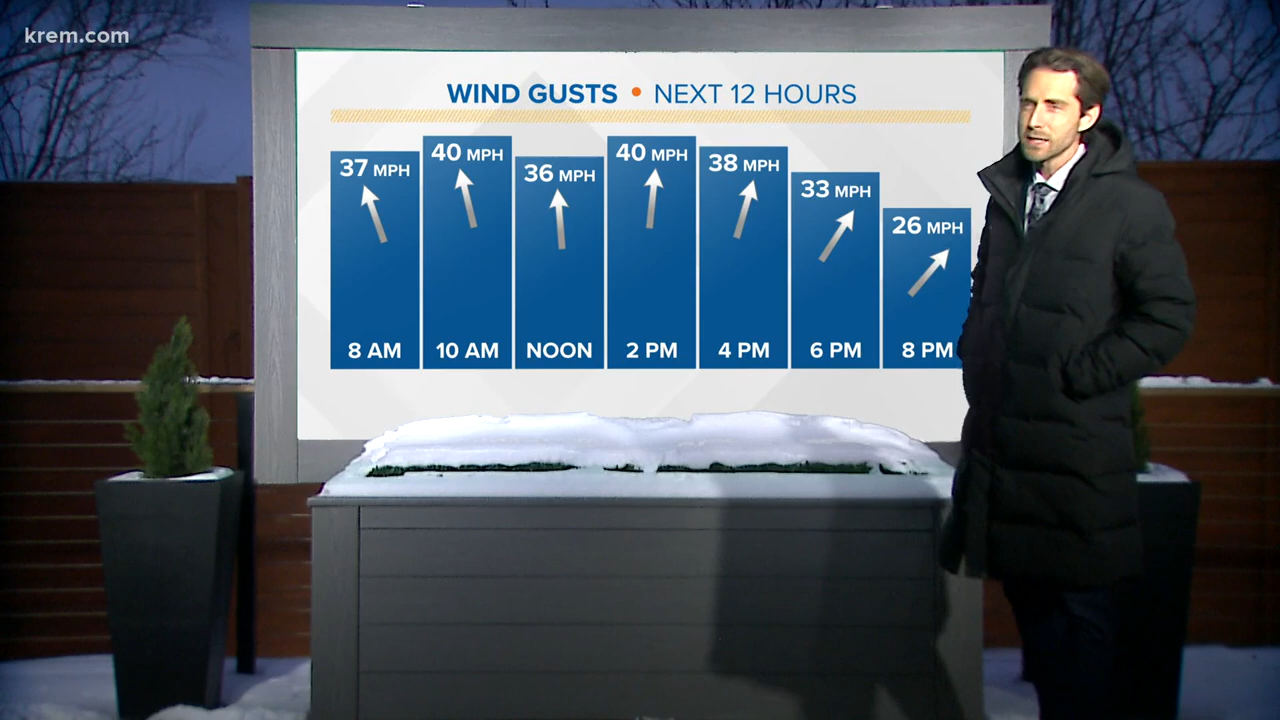 krem.com
WIND GUSTS • NEXT 12 HOURS
37 MPH 40 MPH 36 MPH 40 MPH 38 MPH 33 MPH 26 MPH
8 AM 10 AM NOON 2 PM 4 PM 6 PM 8 PM